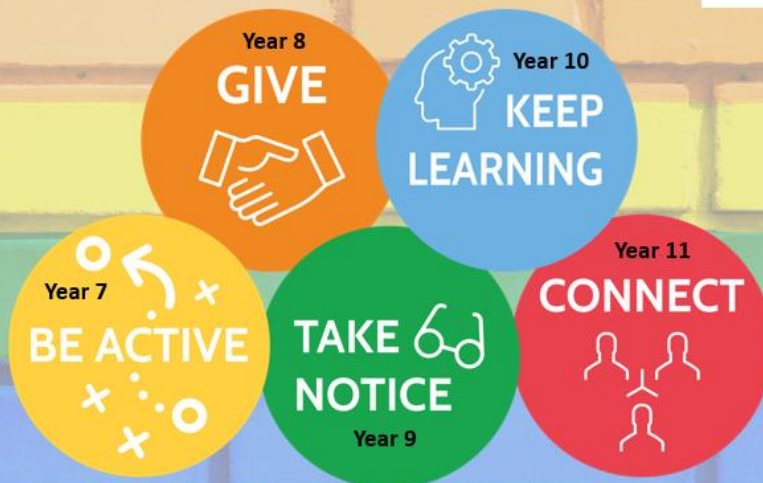 Year 8
GIVE
Year 10
KEEP
LEARNING
Year 7
BE ACTIVE
TAKE
NOTICE
Year 9
Year 11
CONNECT